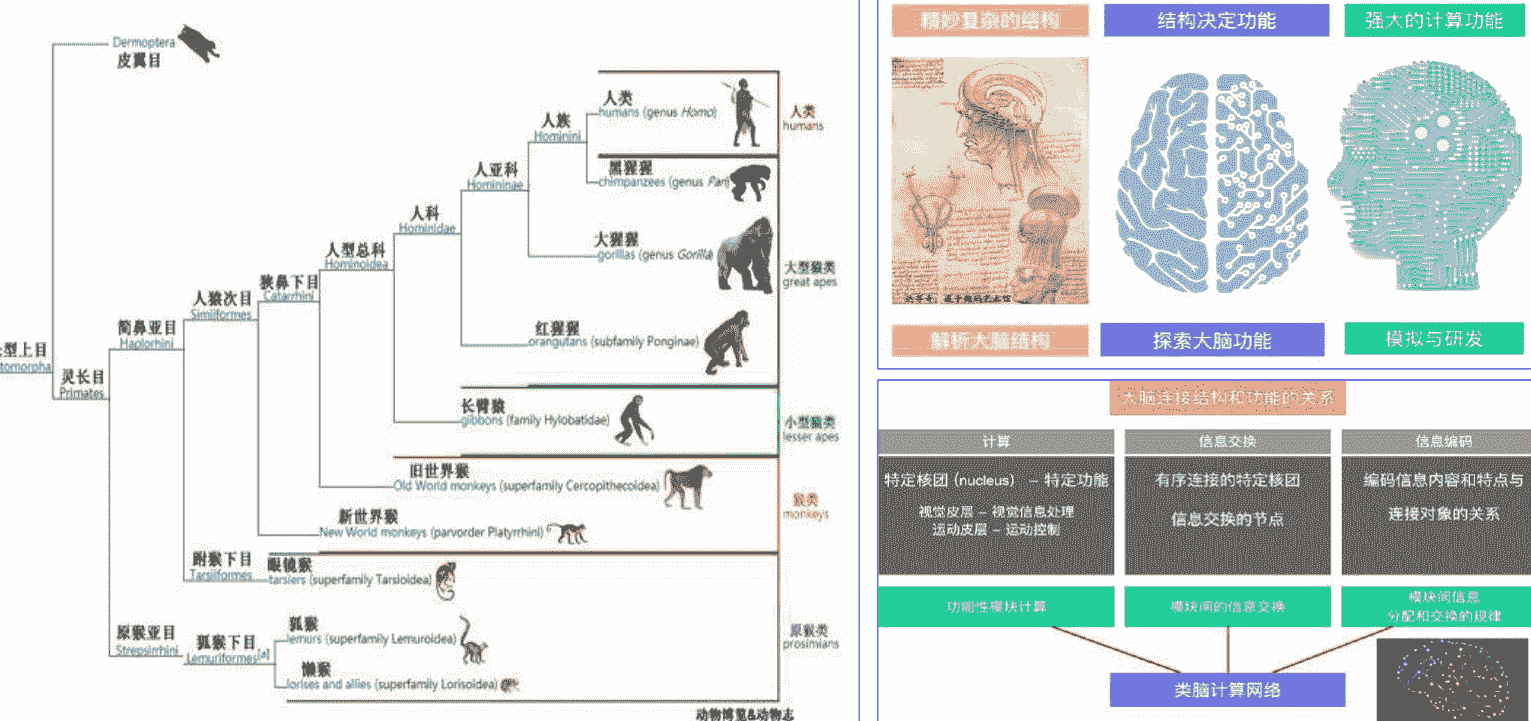 Dermoptera
皮翼目
人类
humans (genus Homo)
人族
Hominini
黑猩猩
chimpanzees (genus Pan)
人亚科
Homininae
大猩猩
gorillas (genus Gorilla)
人科
Hominidae
红猩猩
orangutans (subfamily Ponginae)
人型总科
Hominoidea
长臂猿
gibbons (family Hylobatidae)
狭鼻下目
Catarrhini
旧世界猴
Old World monkeys (superfamily Cercopithecoidea)
人猿次目
Simiiformes
新世界猴
New World monkeys (parvorder Platyrrhini)
简鼻亚目
Haplorhini
跗猴下目
Tarsiiformes
眼镜猴
tarsiers (superfamily Tarsioidea)
型上目
tomorpha
灵长目
Primates
原猴亚目
Strepsirrhini
狐猴下目
Lemuriformes[a]
狐猴
lemurs (superfamily Lemuroidea)
懒猴
lorises and allies (superfamily Lorisoidea)
人类
humans
大型猿类
great apes
小型猿类
lesser apes
猴类
monkeys
原猴类
prosimians
动物博览&动物志
精妙复杂的结构
结构决定功能
强大的计算功能
解析大脑结构
探索大脑功能
模拟与研发
大脑连接结构和功能的关系
计算
信息交换
信息编码
特定核团 (nucleus) – 特定功能
视觉皮层 – 视觉信息处理
运动皮层 – 运动控制
有序连接的特定核团
信息交换的节点
编码信息内容和特点与
连接对象的关系
功能性模块计算
模块间的信息交换
模块间信息
分配和交换的规律
类脑计算网络